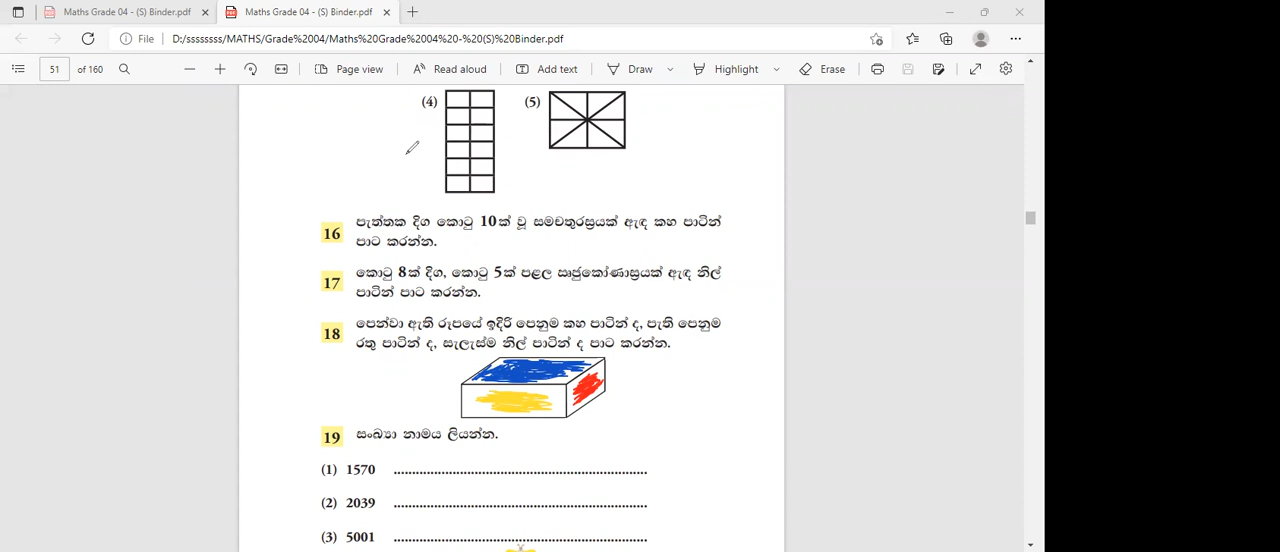 Maths Grade 04 - (S) Binder.pdf
Maths Grade 04 - (S) Binder.pdf
File
D:/ssssssss/MATHS/Grade%2004/Maths%20Grade%2004%20-%20(S)%20Binder.pdf
51 of 160
Page view
Read aloud
Add text
Draw
Highlight
Erase
(4) (5)
16 පැත්තක දිග කොටු 10ක් වූ සමචතුරස්‍රයක් ඇඳ කහ පාටින්
පාට කරන්න.
17 කොටු 8ක් දිග, කොටු 5ක් පළල සෘජුකෝණාස්‍රයක් ඇඳ නිල්
පාටින් පාට කරන්න.
18 පෙන්වා ඇති රූපයේ ඉදිරි පෙනුම කහ පාටින් ද, පැති පෙනුම
රතු පාටින් ද, සැලැස්ම නිල් පාටින් ද පාට කරන්න.
19 සංඛ්‍යා නාමය ලියන්න.
(1) 1570 ....................................................................
(2) 2039 ....................................................................
(3) 5001 ....................................................................